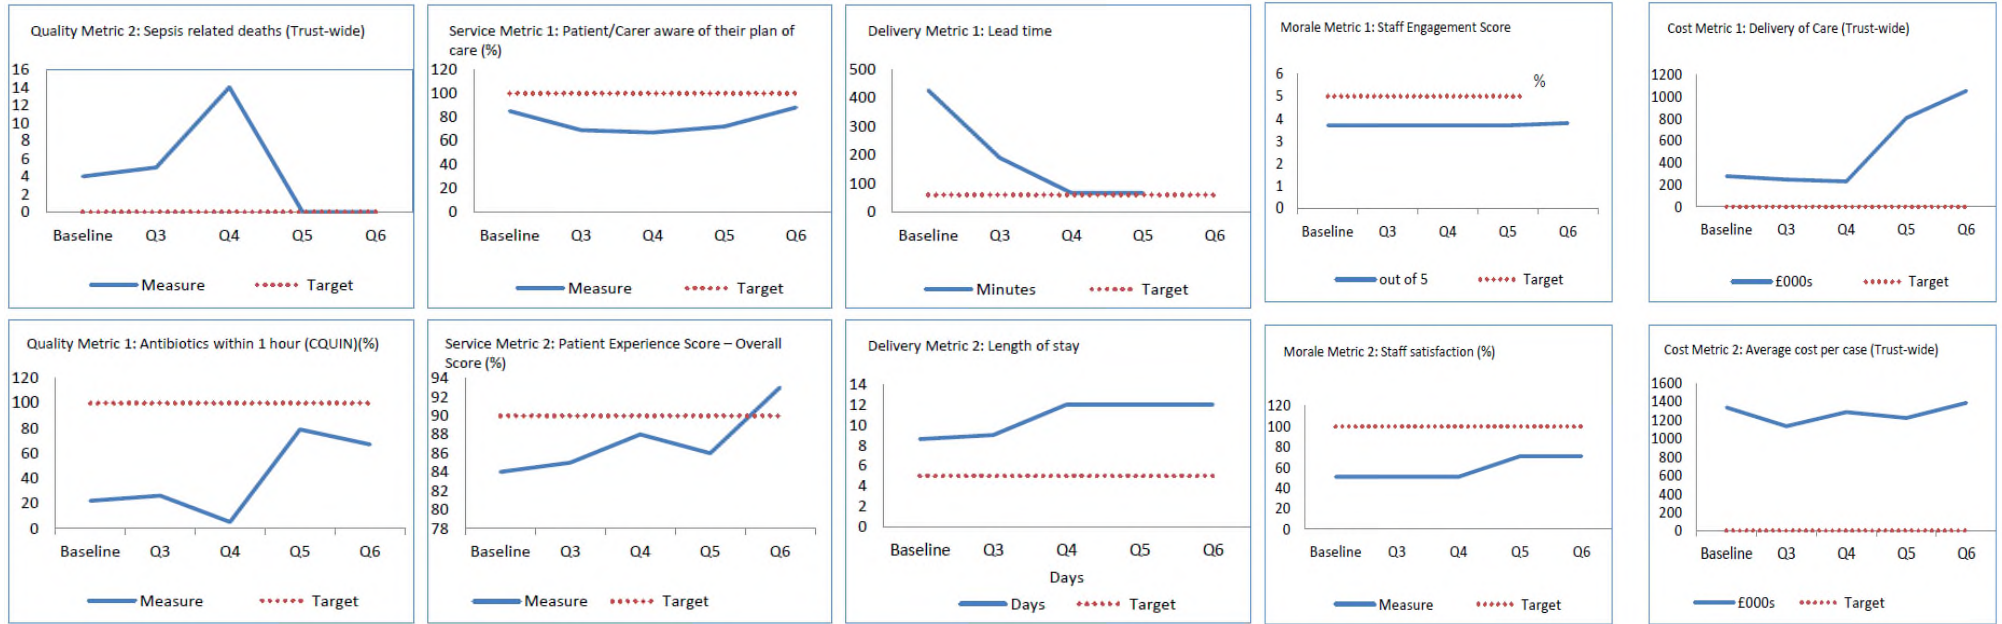 Quality Metric 2: Sepsis related deaths (Trust-wide)
16
14
12
10
8
6
4
2
0
Baseline Q3 Q4 Q5 Q6
Measure Target
Service Metric 1: Patient/Carer aware of their plan of
care (%)
120
100
80
60
40
20
0
Baseline Q3 Q4 Q5 Q6
Measure Target
Delivery Metric 1: Lead time
500
400
300
200
100
0
Baseline Q3 Q4 Q5 Q6
Minutes Target
Morale Metric 1: Staff Engagement Score
%
6
5
4
3
2
1
0
Baseline Q3 Q4 Q5 Q6
out of 5 Target
Cost Metric 1: Delivery of Care (Trust-wide)
1200
1000
800
600
400
200
0
Baseline Q3 Q4 Q5 Q6
£000s Target
Quality Metric 1: Antibiotics within 1 hour (CQUIN)(%)
120
100
80
60
40
20
0
Baseline Q3 Q4 Q5 Q6
Measure Target
Service Metric 2: Patient Experience Score – Overall
Score (%)
94
92
90
88
86
84
82
80
78
Baseline Q3 Q4 Q5 Q6
Measure Target
Delivery Metric 2: Length of stay
14
12
10
8
6
4
2
0
Baseline Q3 Q4 Q5 Q6
Days
Days Target
Morale Metric 2: Staff satisfaction (%)
120
100
80
60
40
20
0
Baseline Q3 Q4 Q5 Q6
Measure Target
Cost Metric 2: Average cost per case (Trust-wide)
1600
1400
1200
1000
800
600
400
200
0
Baseline Q3 Q4 Q5 Q6
£000s Target